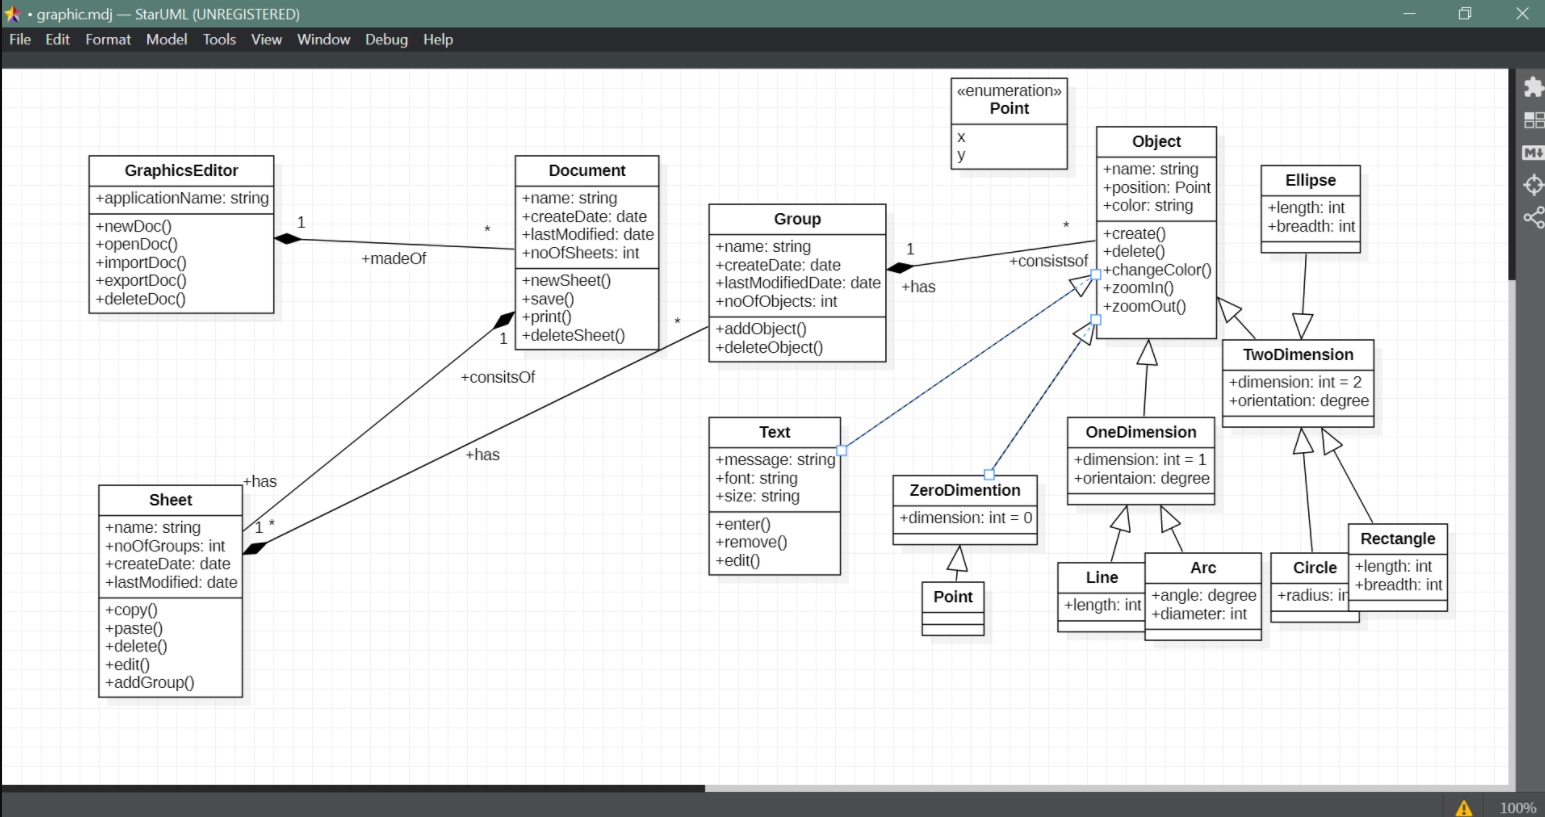 • graphic.mdj — StarUML (UNREGISTERED)
File Edit Format Model Tools View Window Debug Help
«enumeration»
Point
x
y
GraphicsEditor
+applicationName: string
+newDoc()
+openDoc()
+importDoc()
+exportDoc()
+deleteDoc()
1
*
+madeOf
Document
+name: string
+createDate: date
+lastModified: date
+noOfSheets: int
+newSheet()
+save()
+print()
+deleteSheet()
1
+consitsOf
+has
*
Sheet
+name: string
+noOfGroups: int
+createDate: date
+lastModified: date
+copy()
+paste()
+delete()
+edit()
+addGroup()
1
+has
*
Group
+name: string
+createDate: date
+lastModifiedDate: date
+noOfObjects: int
+addObject()
+deleteObject()
1
+has
*
+consistsof
Object
+name: string
+position: Point
+color: string
+create()
+delete()
+changeColor()
+zoomIn()
+zoomOut()
Ellipse
+length: int
+breadth: int
TwoDimension
+dimension: int = 2
+orientation: degree
Text
+message: string
+font: string
+size: string
+enter()
+remove()
+edit()
ZeroDimention
+dimension: int = 0
Point
OneDimension
+dimension: int = 1
+orientaion: degree
Line
+length: int
Arc
+angle: degree
+diameter: int
Circle
+radius: in
Rectangle
+length: int
+breadth: int
M
100%